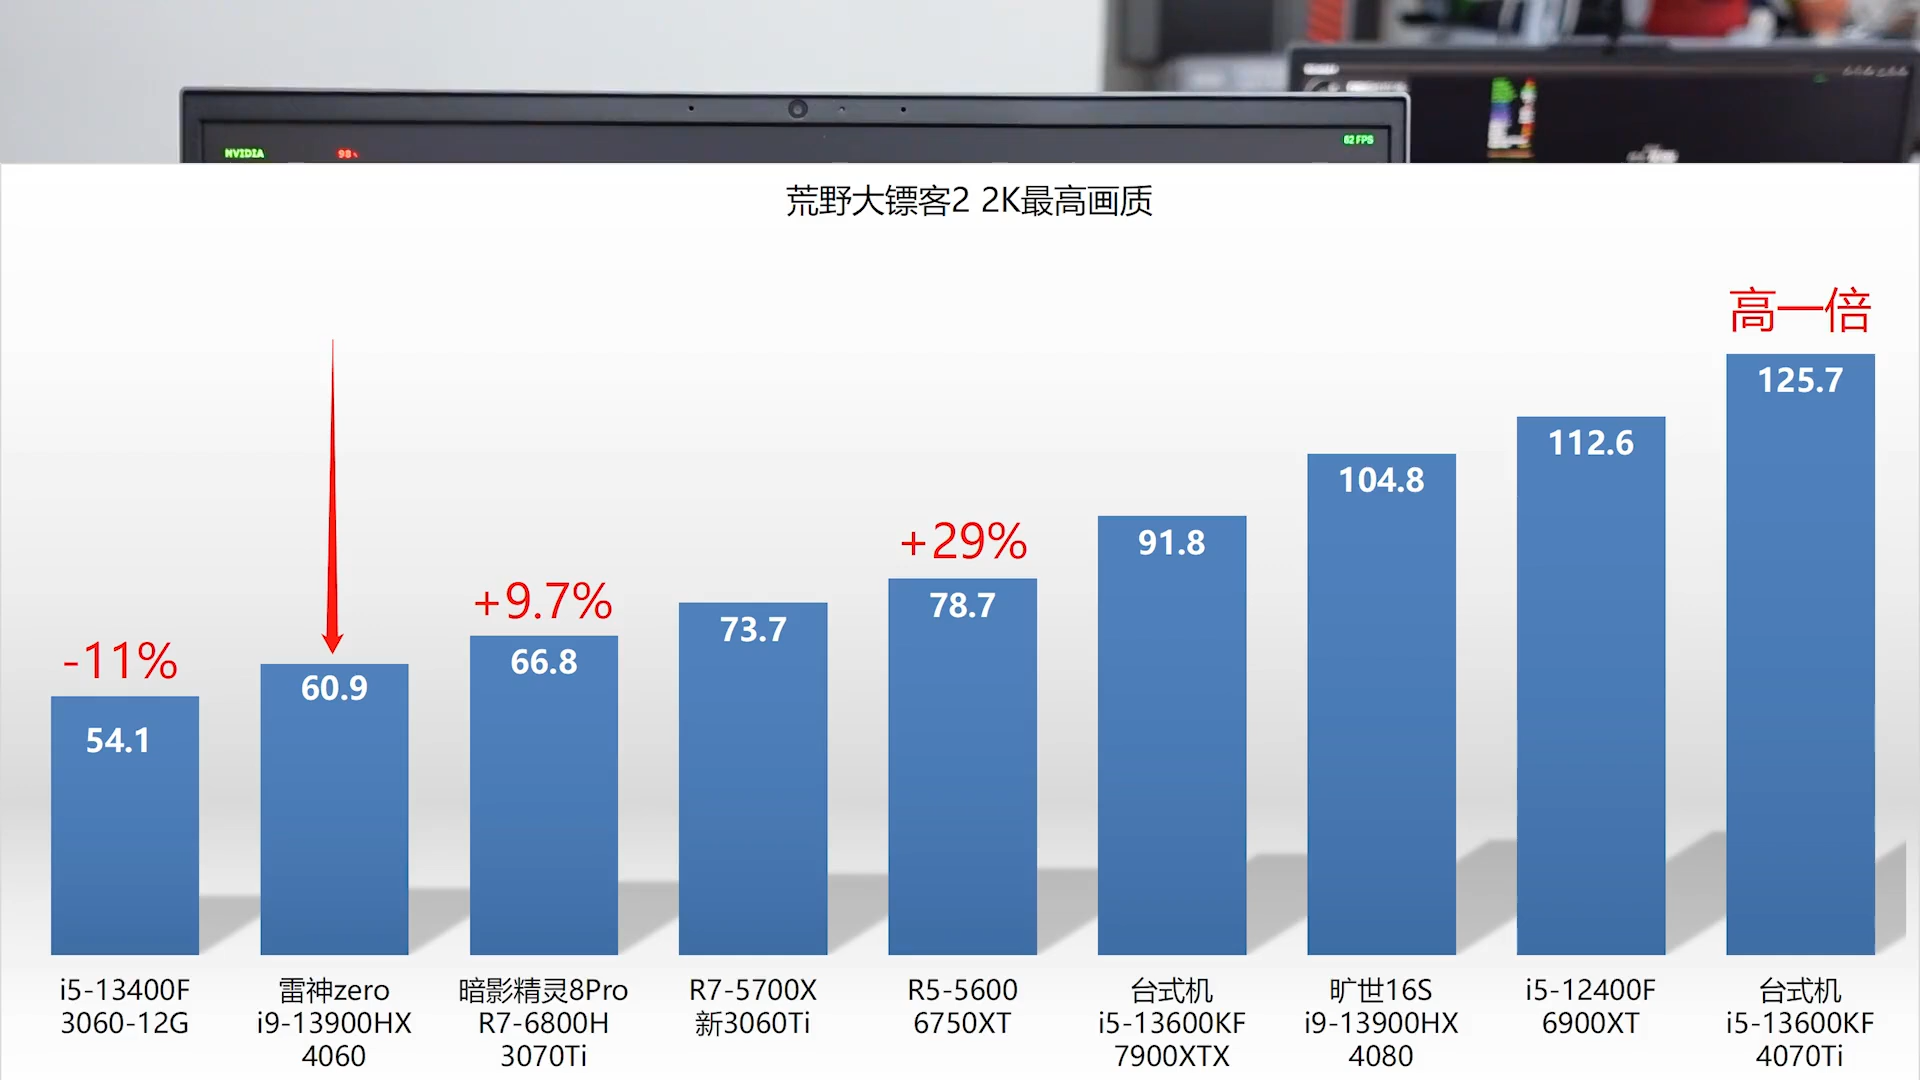 NVIDIA
98%
62 FPS
荒野大镖客2 2K最高画质
高一倍
125.7
112.6
104.8
91.8
+29%
78.7
73.7
+9.7%
66.8
60.9
-11%
54.1
i5-13400F
3060-12G
雷神zero
i9-13900HX
4060
暗影精灵8Pro
R7-6800H
3070Ti
R7-5700X
新3060Ti
R5-5600
6750XT
台式机
i5-13600KF
7900XTX
旷世16S
i9-13900HX
4080
i5-12400F
6900XT
台式机
i5-13600KF
4070Ti